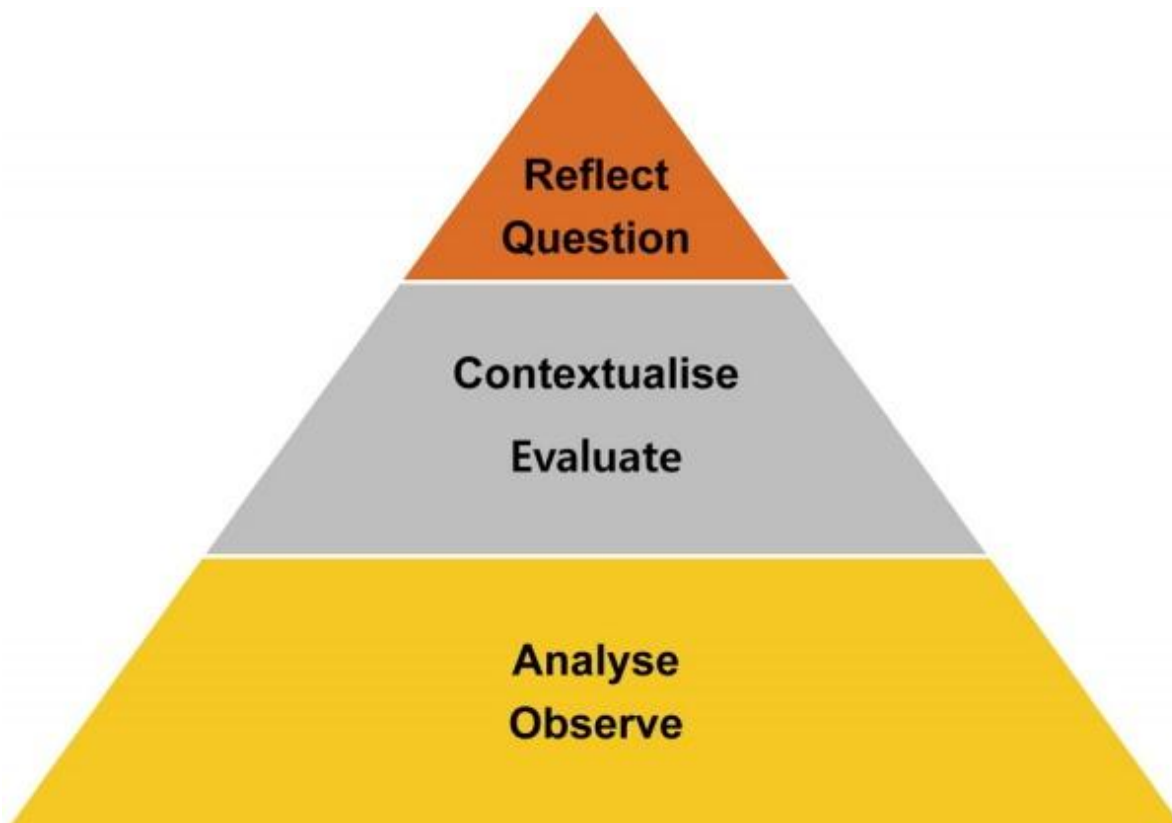 Reflect
Question
Contextualise
Evaluate
Analyse
Observe